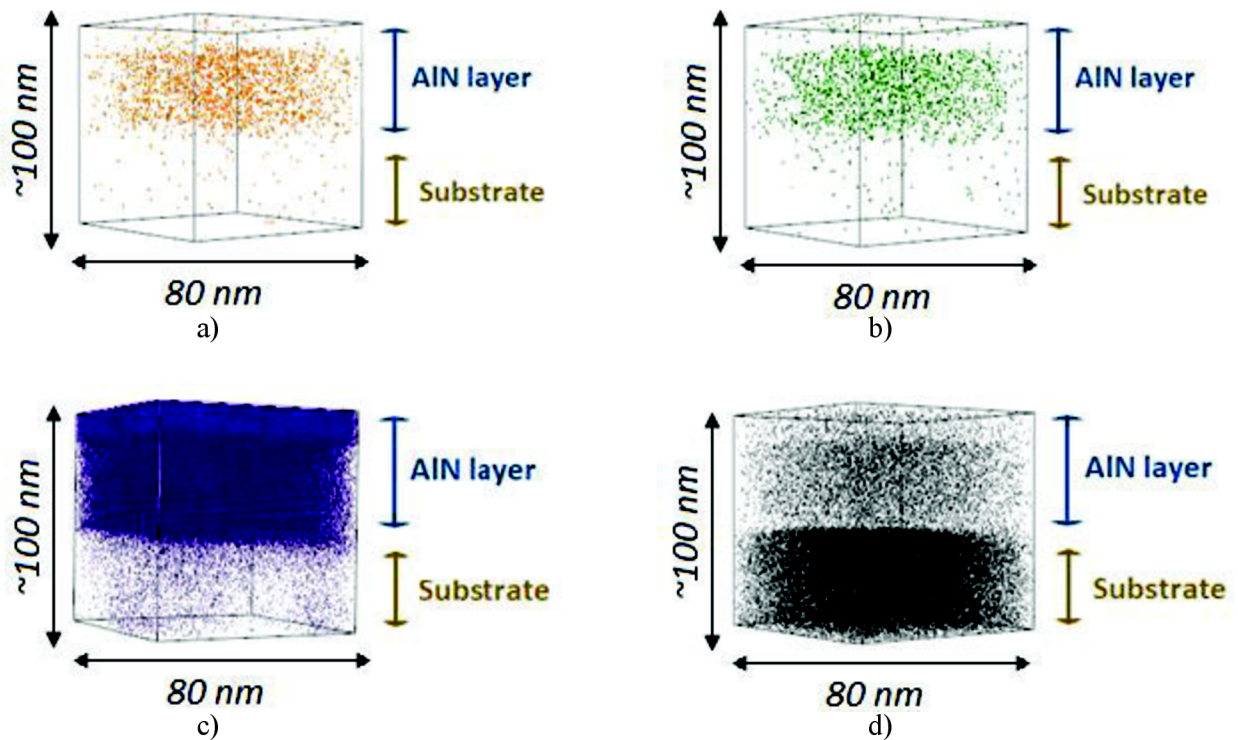 ~100 nm
AlN layer
Substrate
80 nm
a)
~100 nm
AlN layer
Substrate
80 nm
b)
~100 nm
AlN layer
Substrate
80 nm
c)
~100 nm
AlN layer
Substrate
80 nm
d)